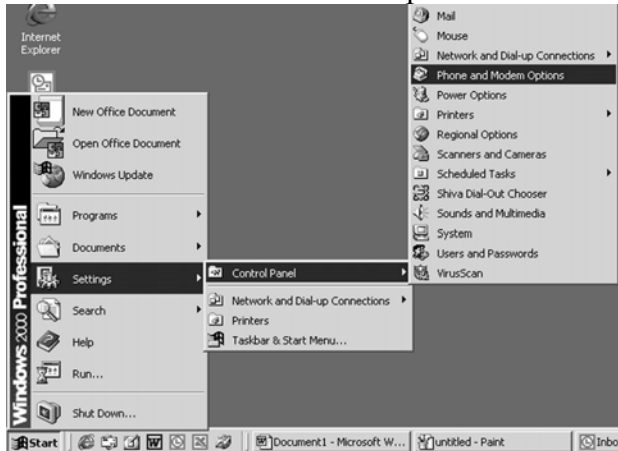 Internet
Explorer
Mail
Mouse
Network and Dial-up Connections
Phone and Modem Options
Power Options
Printers
Regional Options
Scanners and Cameras
Scheduled Tasks
Shiva Dial-Out Chooser
Sounds and Multimedia
System
Users and Passwords
VirusScan
Windows 2000 Professional
New Office Document
Open Office Document
Windows Update
Programs
Documents
Settings
Search
Help
Run...
Shut Down...
Control Panel
Network and Dial-up Connections
Printers
Taskbar & Start Menu...
Start
Document1 - Microsoft W...
untitled - Paint
Inbo